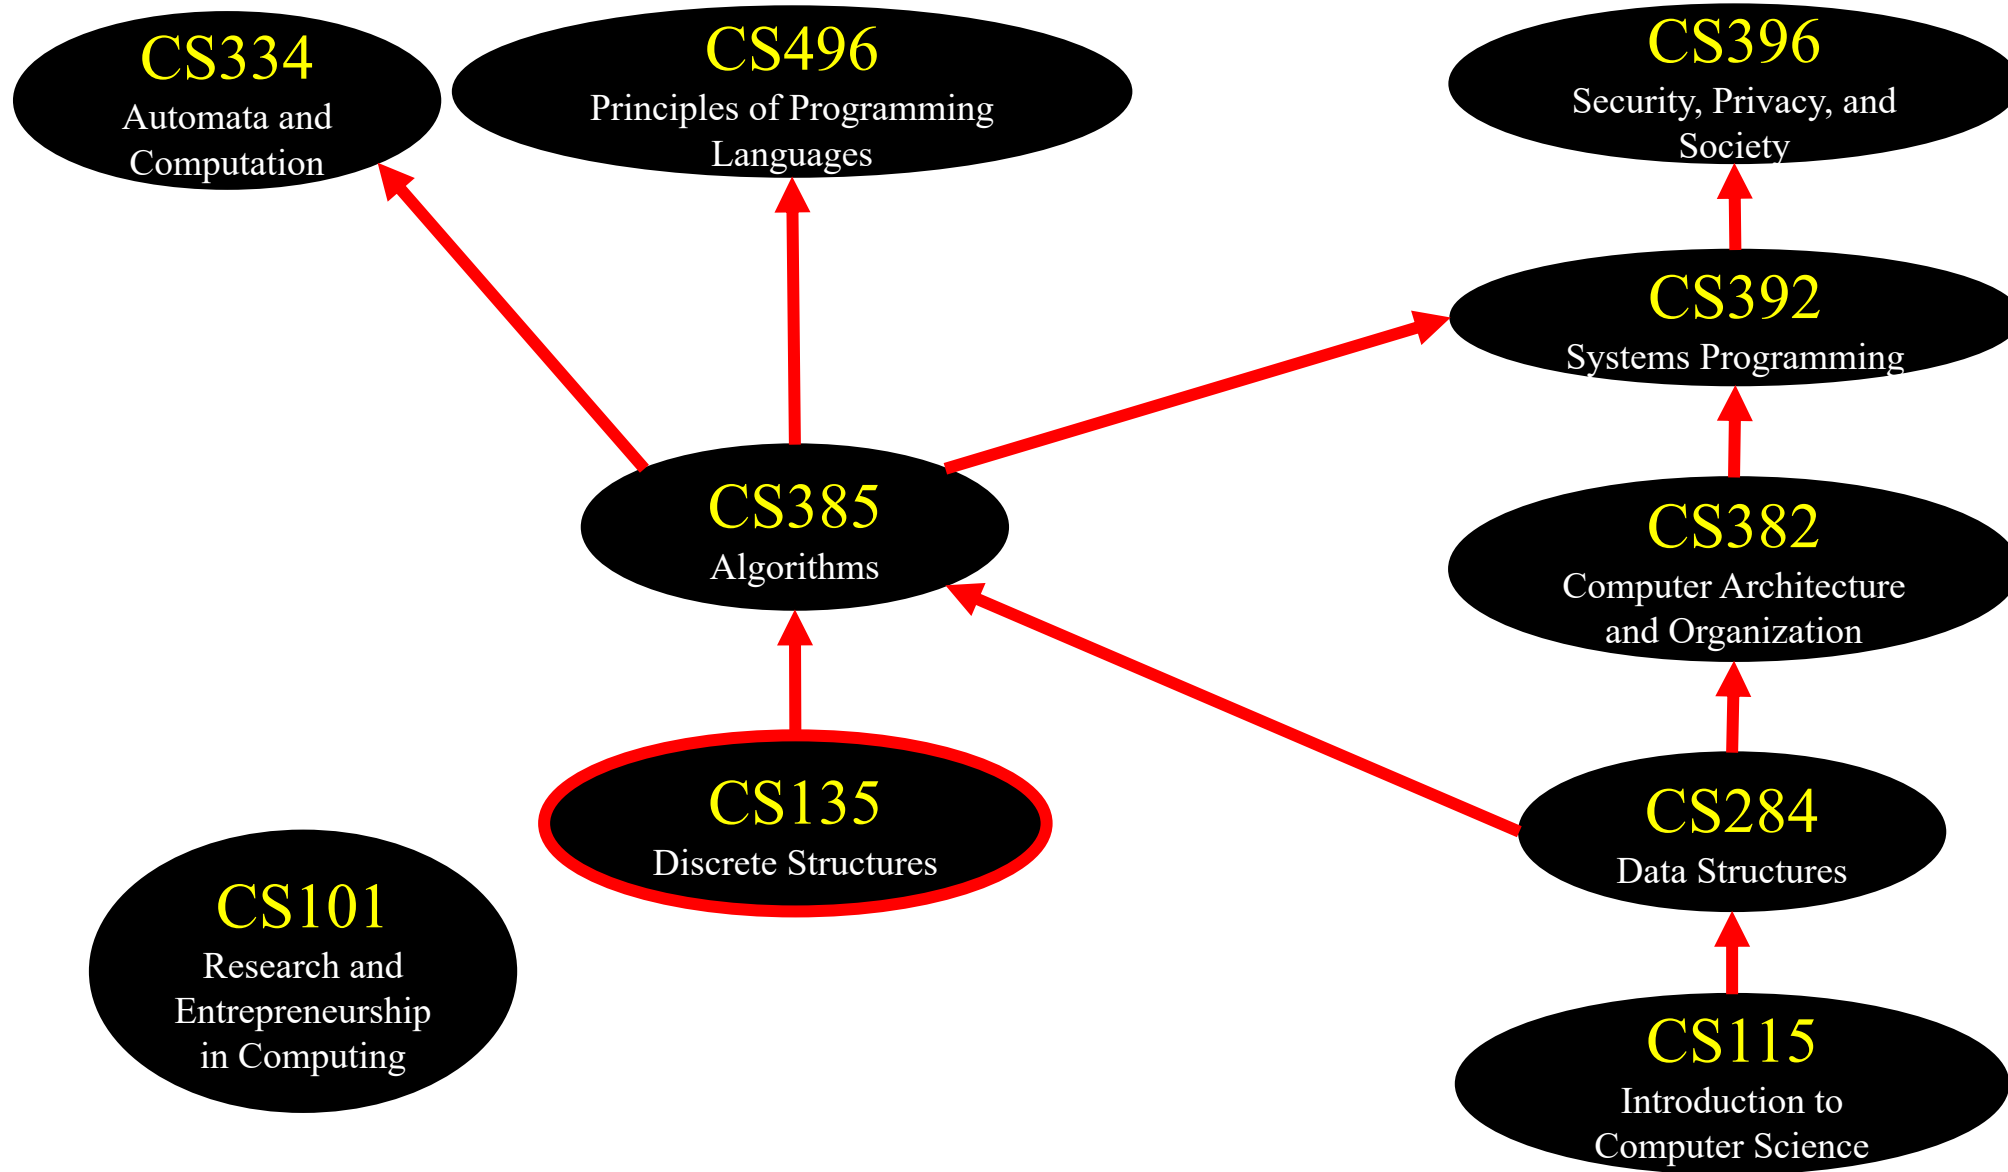 CS334
Automata and
Computation
CS496
Principles of Programming
Languages
CS396
Security, Privacy, and
Society
CS392
Systems Programming
CS385
Algorithms
CS382
Computer Architecture
and Organization
CS135
Discrete Structures
CS284
Data Structures
CS101
Research and
Entrepreneurship
in Computing
CS115
Introduction to
Computer Science